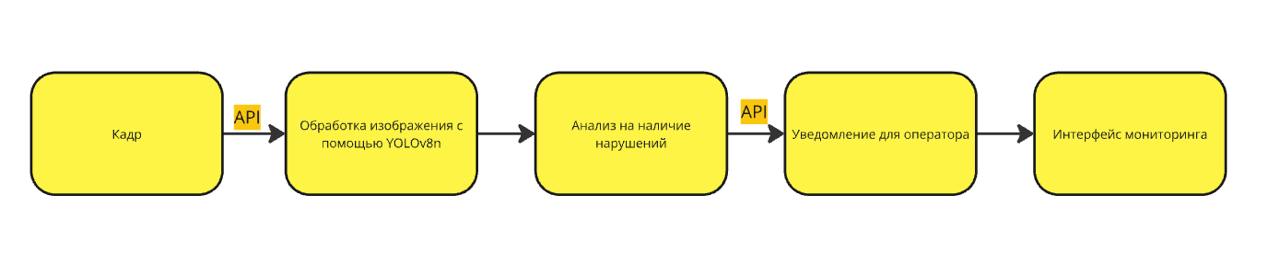 Кадр
API
Обработка изображения с
помощью YOLOv8n
Анализ на наличие
нарушений
API
Уведомление для оператора
Интерфейс мониторинга